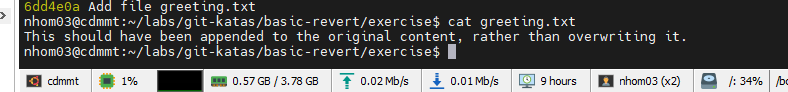 6dd4e0a Add file greeting.txt
nhom03@cdmmt:~/labs/git-katas/basic-revert/exercise$ cat greeting.txt
This should have been appended to the original content, rather than overwriting it.
nhom03@cdmmt:~/labs/git-katas/basic-revert/exercise$
cdmmt 1% 0.57 GB / 3.78 GB 0.02 Mb/s 0.01 Mb/s 9 hours nhom03 (x2) /: 34% /bo